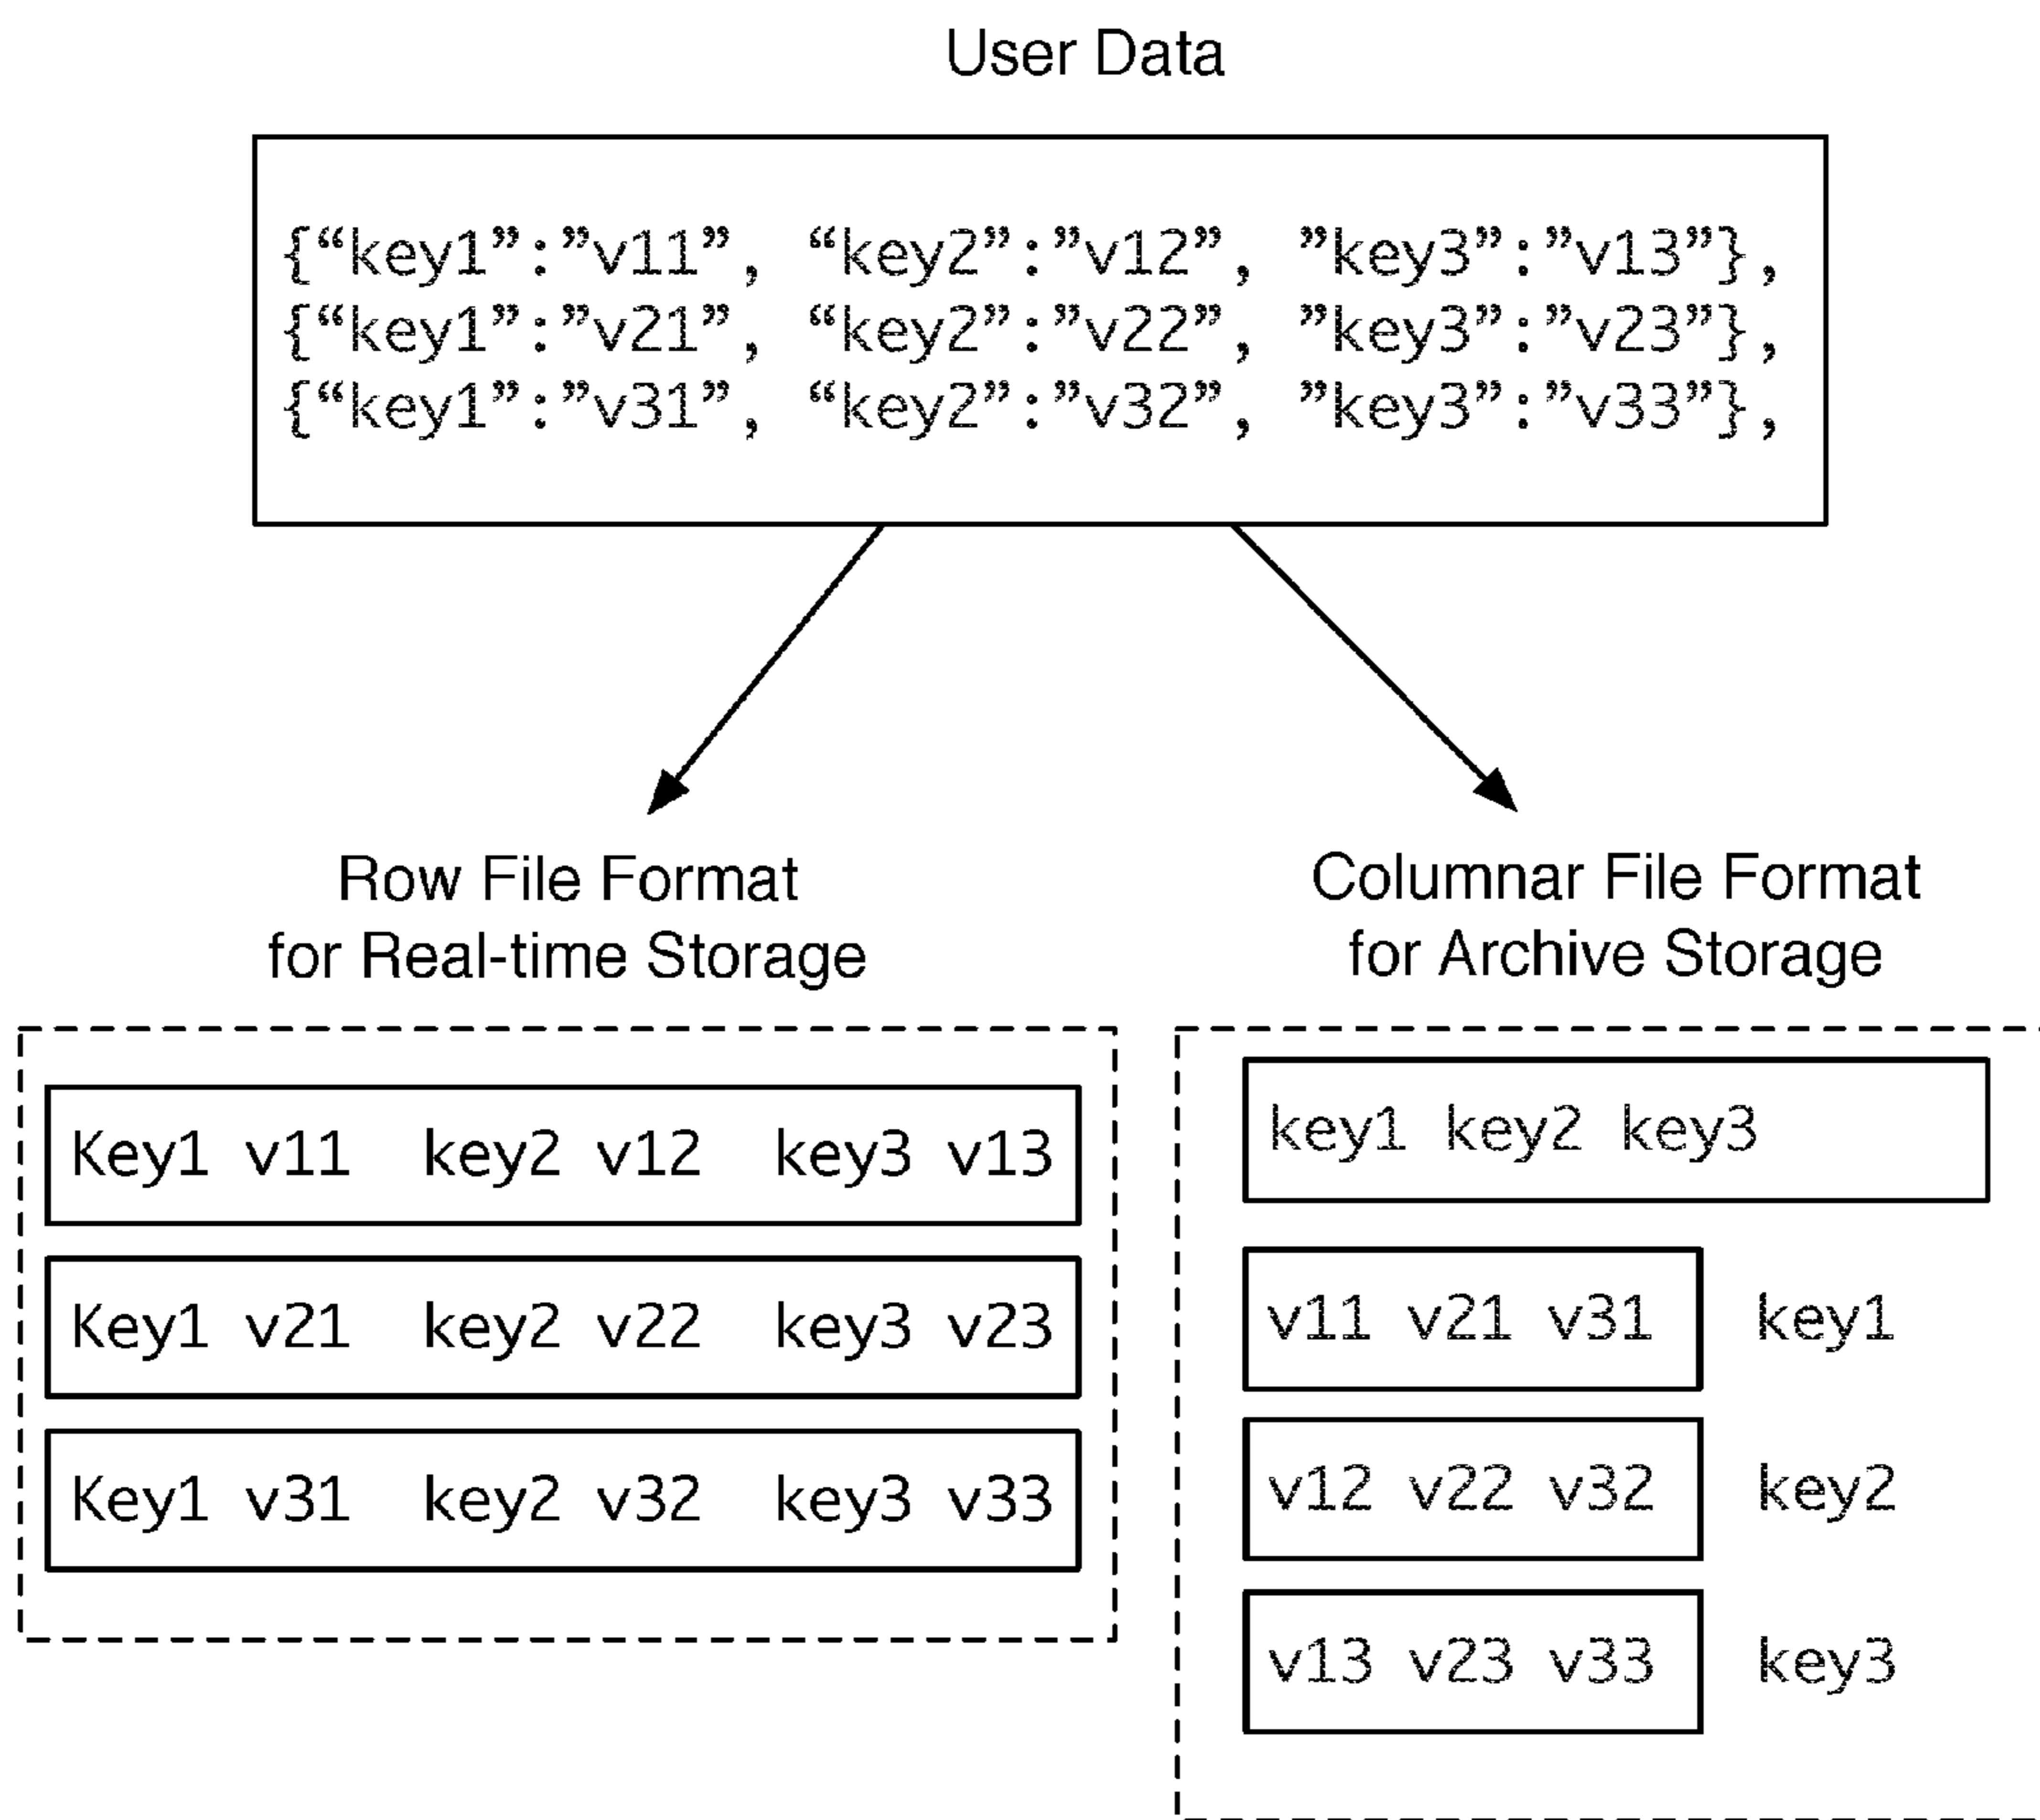 User Data
{“key1”:”v11”, “key2”:”v12”, ”key3”:”v13”},
{“key1”:”v21”, “key2”:”v22”, ”key3”:”v23”},
{“key1”:”v31”, “key2”:”v32”, ”key3”:”v33”},
Row File Format
for Real-time Storage
Key1 v11 key2 v12 key3 v13
Key1 v21 key2 v22 key3 v23
Key1 v31 key2 v32 key3 v33
Columnar File Format
for Archive Storage
key1 key2 key3
v11 v21 v31 key1
v12 v22 v32 key2
v13 v23 v33 key3